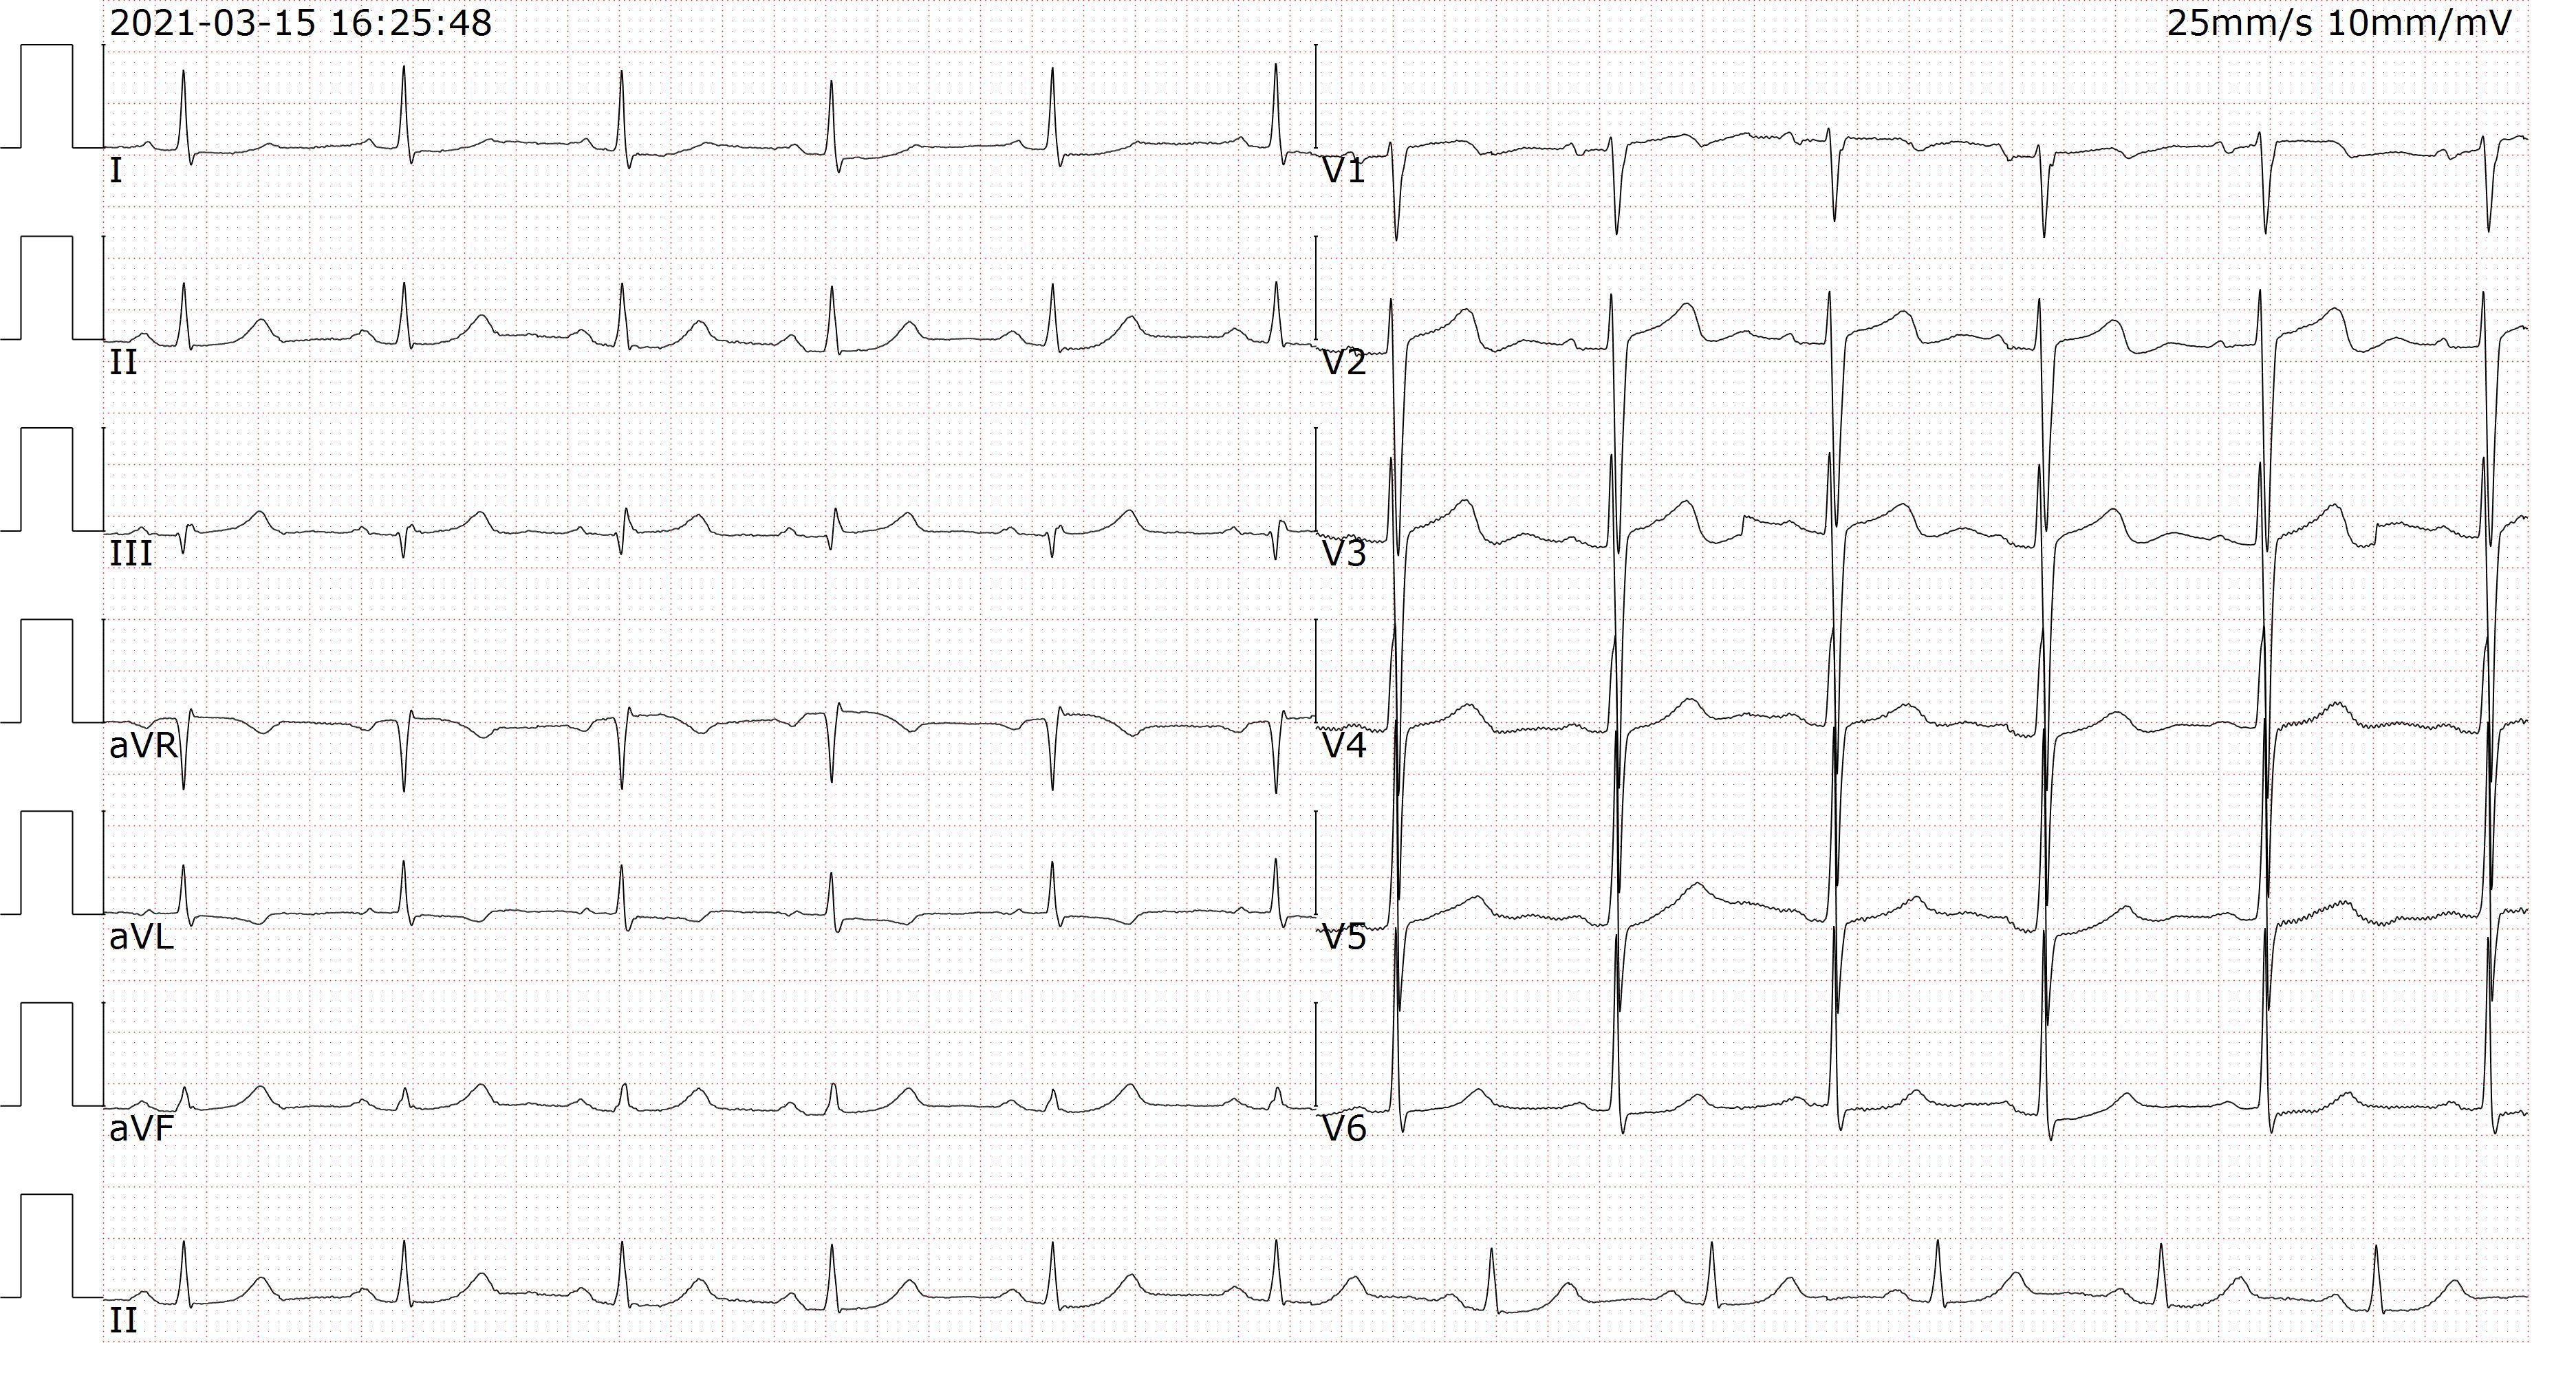 2021-03-15 16:25:48 25mm/s 10mm/mV
I V1
II V2
III V3
aVR V4
aVL V5
aVF V6
II